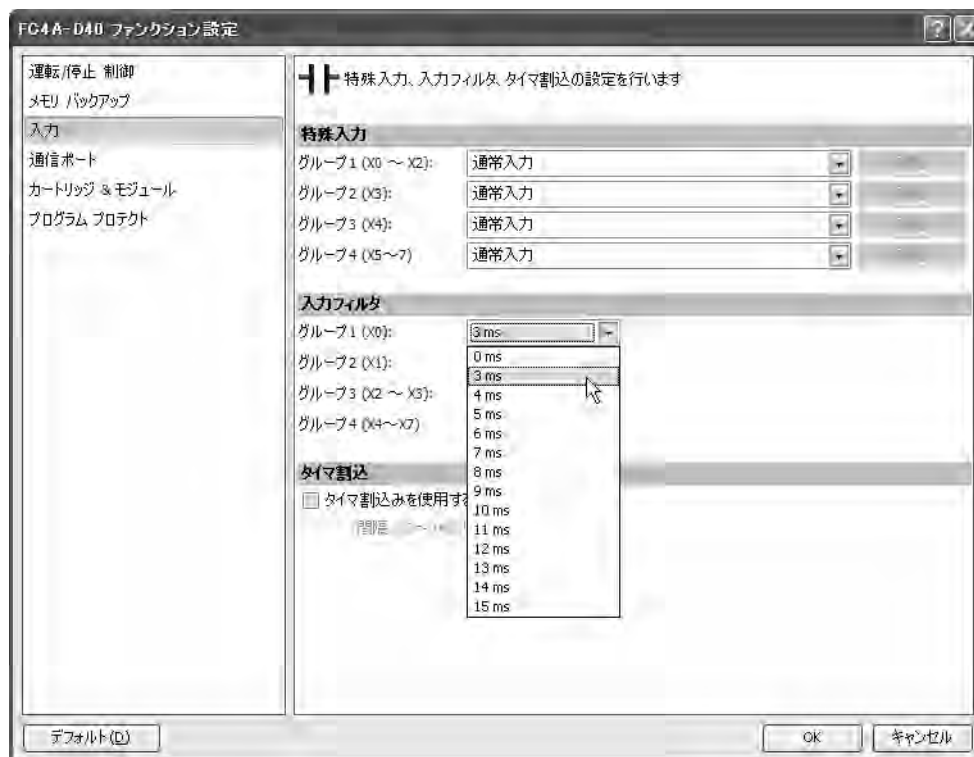 FC4A-D40 ファンクション設定
運転/停止 制御
メモリ バックアップ
入力
通信ポート
カートリッジ & モジュール
プログラム プロテクト
特殊入力、入力フィルタ、タイマ割込の設定を行います
特殊入力
グループ1 (X0 ～ X2): 通常入力
グループ2 (X3): 通常入力
グループ3 (X4): 通常入力
グループ4 (X5～7) 通常入力
入力フィルタ
グループ1 (X0): 3 ms
グループ2 (X1):
グループ3 (X2 ～ X3):
グループ4 (X4～X7)
0 ms
3 ms
4 ms
5 ms
6 ms
7 ms
8 ms
9 ms
10 ms
11 ms
12 ms
13 ms
14 ms
15 ms
タイマ割込
タイマ割込みを使用す
デフォルト(D)
OK
キャンセル